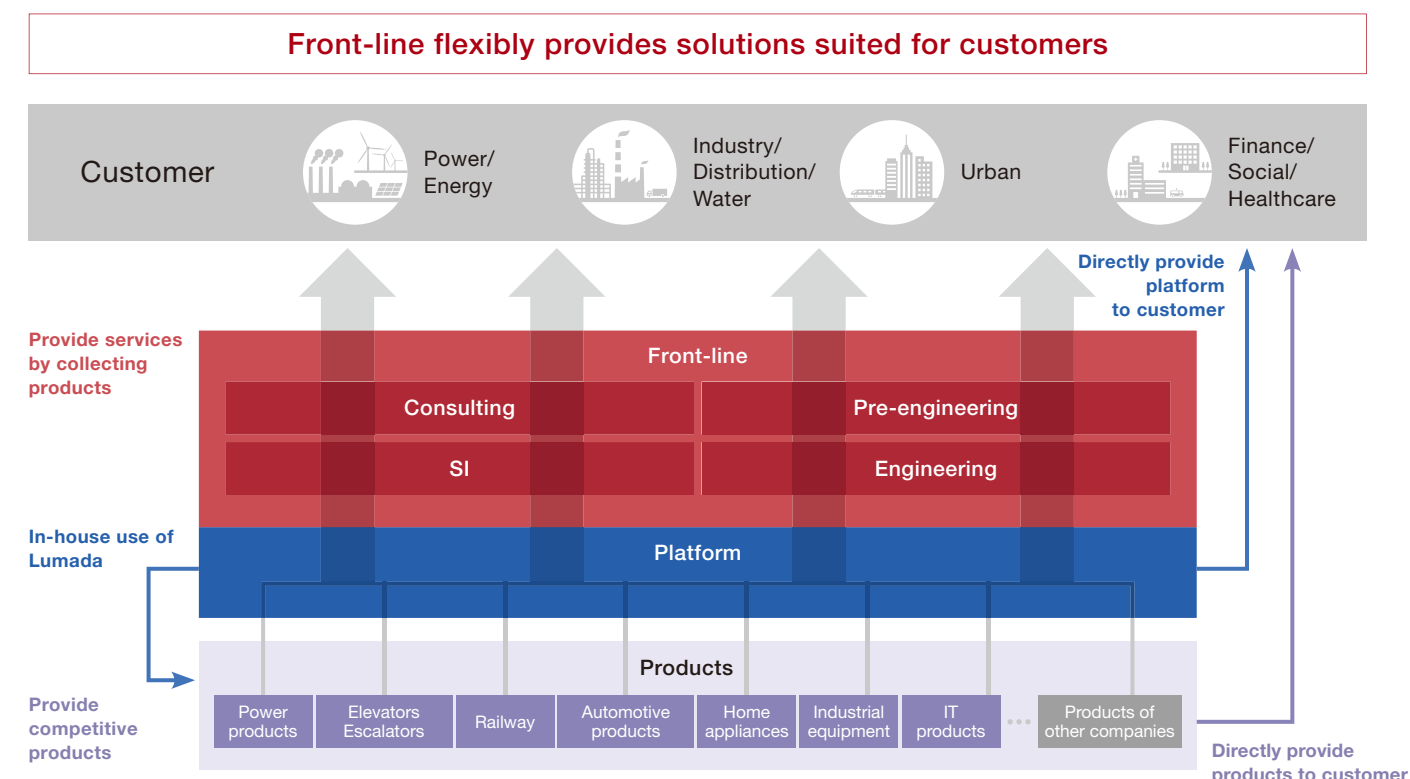 Front-line flexibly provides solutions suited for customers
Customer
Power/
Energy
Industry/
Distribution/
Water
Urban
Finance/
Social/
Healthcare
Directly provide
platform
to customer
Provide services
by collecting
products
Front-line
Consulting
Pre-engineering
SI
Engineering
In-house use of
Lumada
Platform
Products
Provide
competitive
products
Power
products
Elevators
Escalators
Railway
Automotive
products
Home
appliances
Industrial
equipment
IT
products
...
Products of
other companies
Directly provide
products to customer